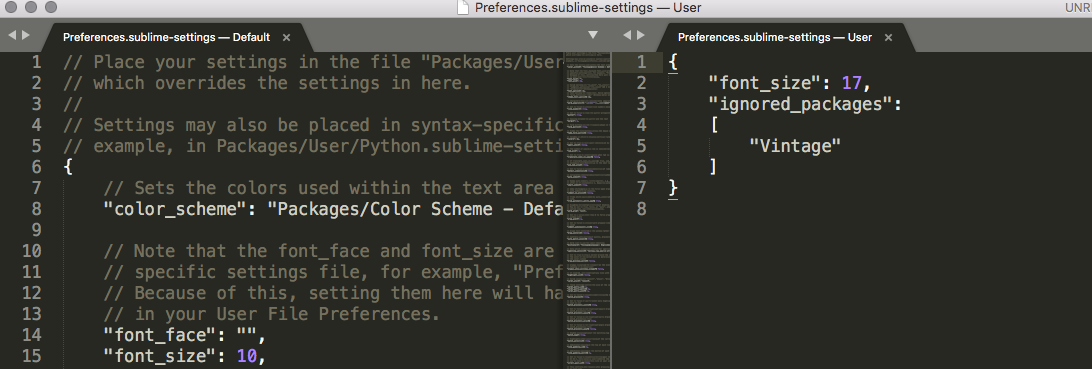 Preferences.sublime-settings — User
UNRE
Preferences.sublime-settings — Default ×
1 // Place your settings in the file "Packages/User
2 // which overrides the settings in here.
3 //
4 // Settings may also be placed in syntax-specific
5 // example, in Packages/User/Python.sublime-setti
6 {
7 // Sets the colors used within the text area
8 "color_scheme": "Packages/Color Scheme - Defa
9
10 // Note that the font_face and font_size are
11 // specific settings file, for example, "Pref
12 // Because of this, setting them here will ha
13 // in your User File Preferences.
14 "font_face": "",
15 "font_size": 10,
Preferences.sublime-settings — User ×
1 {
2 "font_size": 17,
3 "ignored_packages":
4 [
5 "Vintage"
6 ]
7 }
8